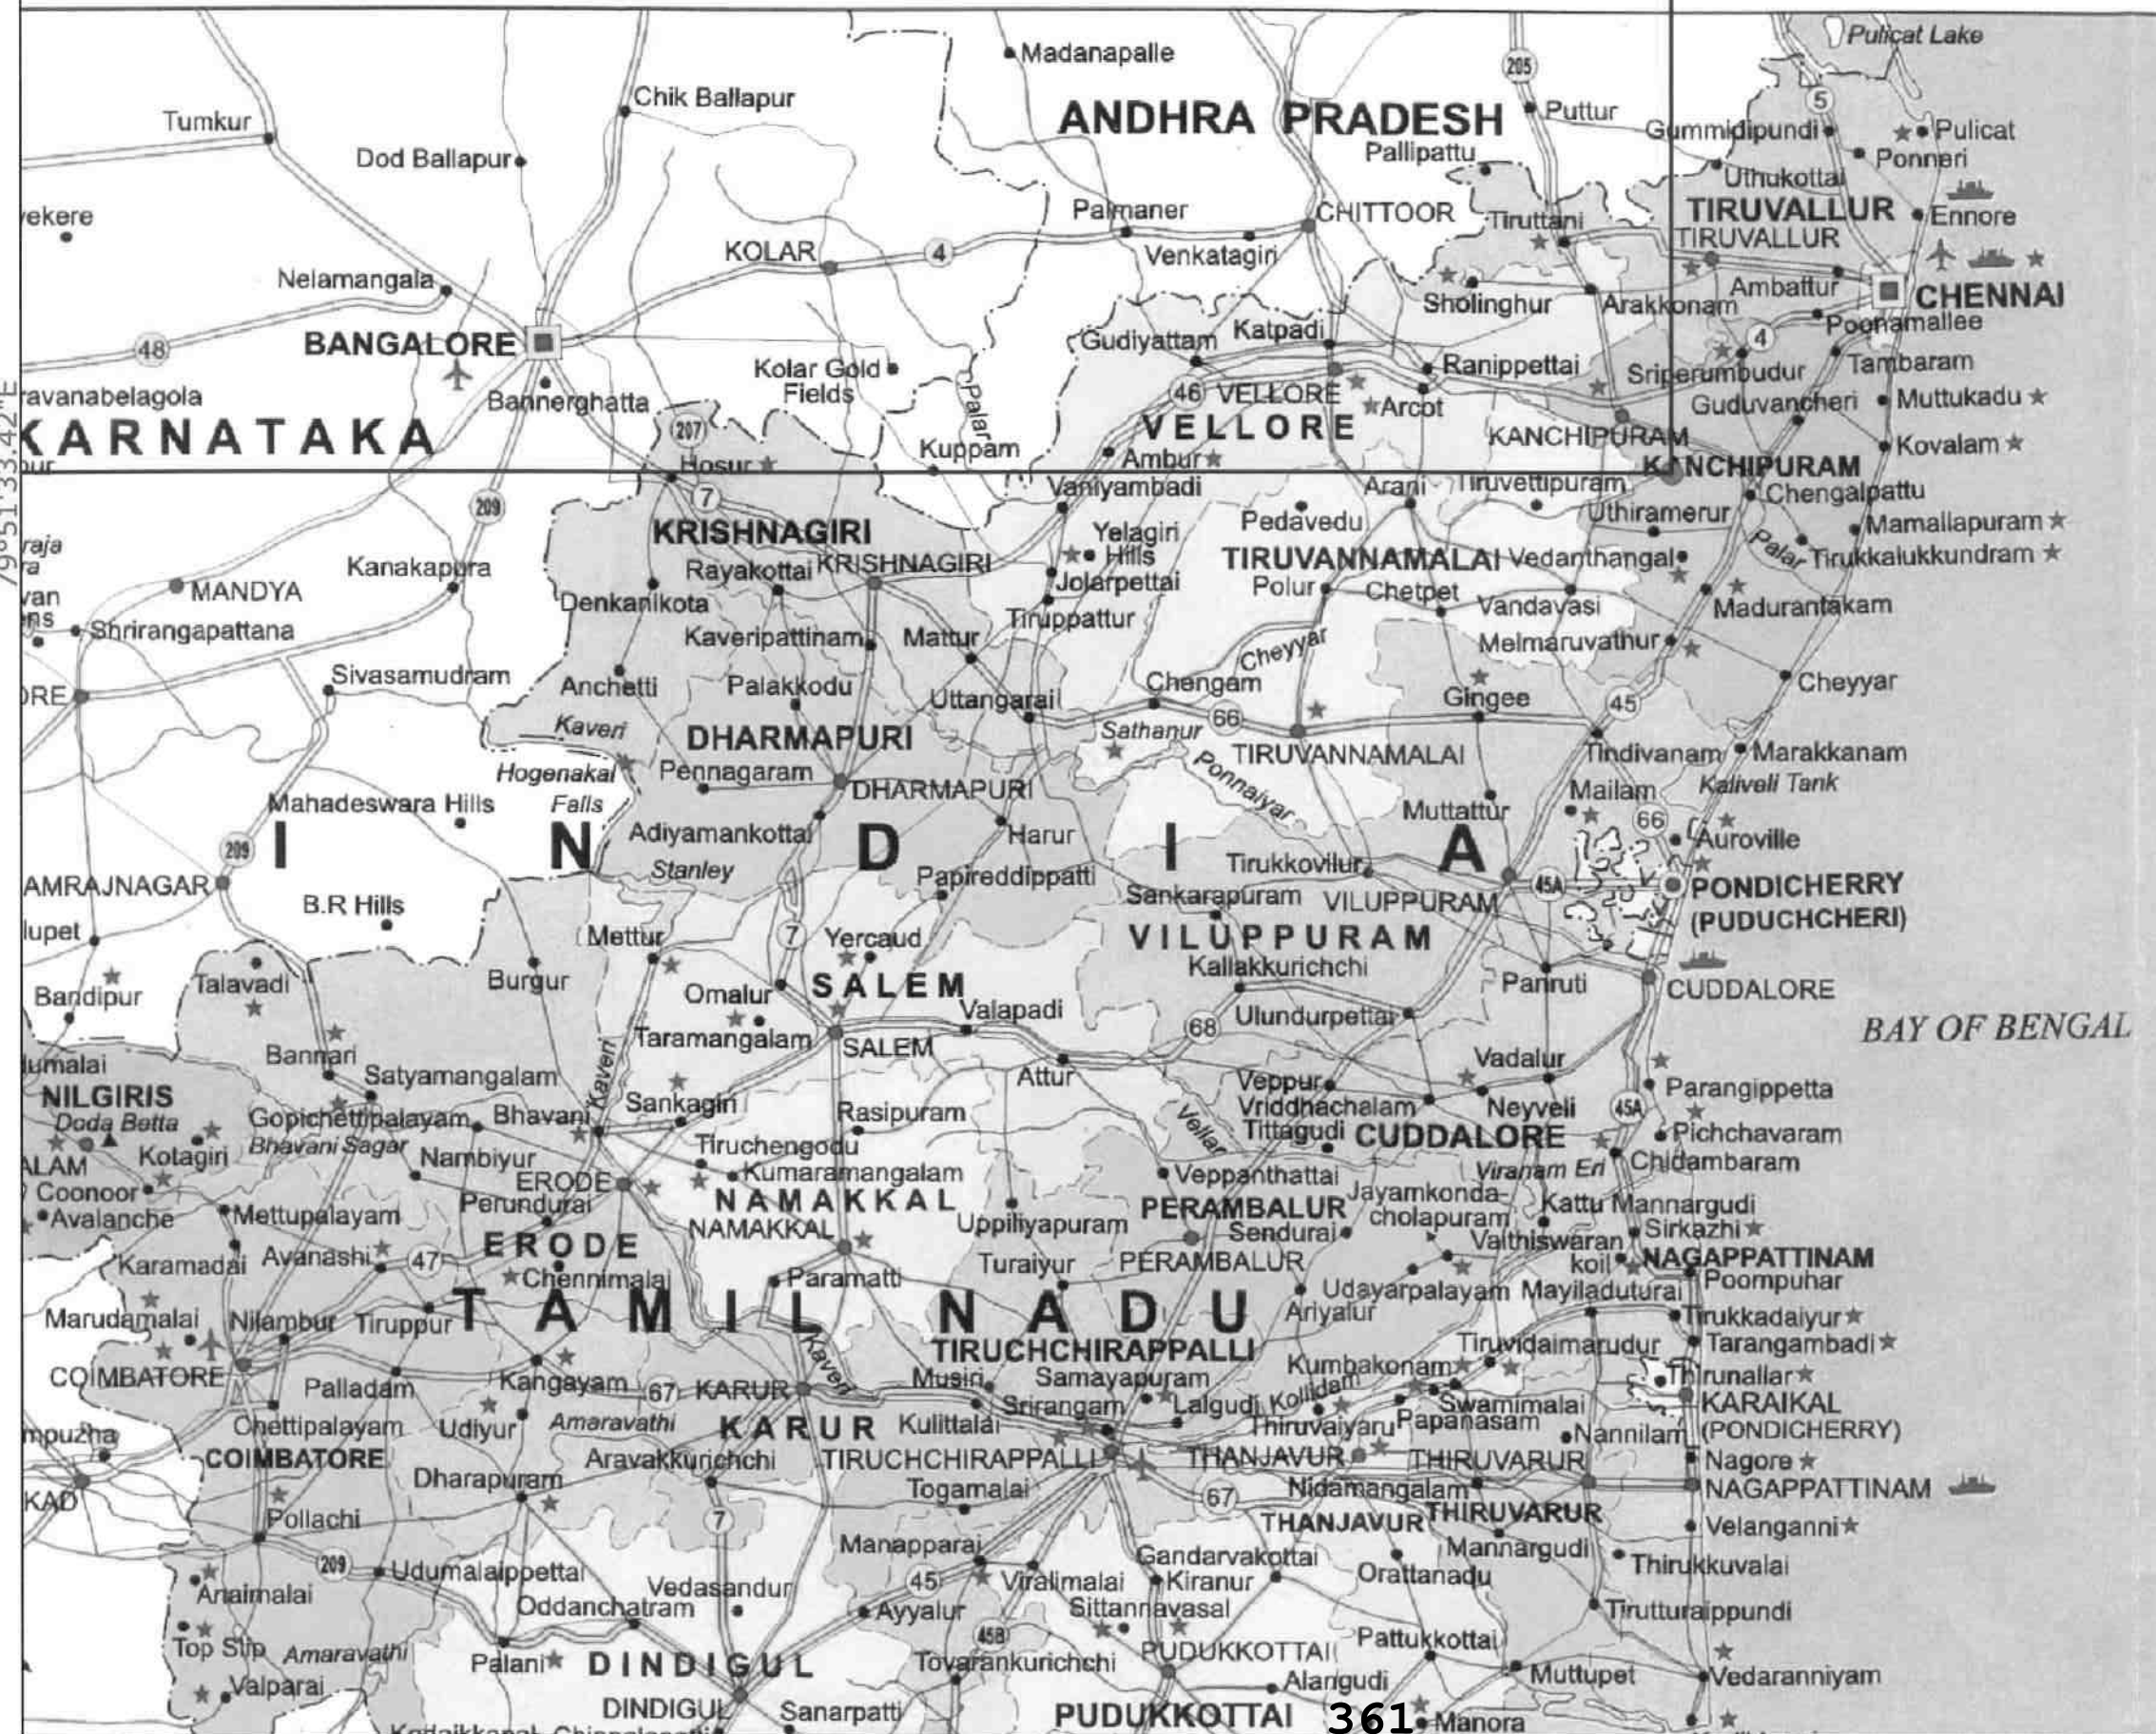 Pulicat Lake
Madanapalle
205
Chik Ballapur
Puttur
5
Tumkur
ANDHRA PRADESH
Gummidipundi
Pulicat
Dod Ballapur
Pallipattu
Ponneri
Uthukottai
Palmaner
CHITTOOR
Tiruttani
TIRUVALLUR
Ennore
KOLAR
4
Venkatagiri
TIRUVALLUR
Nelamangala
Sholinghur
Arakkonam
Ambattur
CHENNAI
48
BANGALORE
Gudiyattam
Katpadi
4
Poonamallee
Kolar Gold
Fields
Ranippettai
Sriperumbudur
Tambaram
ravanabelagola
Bannerghatta
Palar
46
VELLORE
Arcot
Guduvancheri
Muttukadu
KARNATAKA
207
VELLORE
KANCHIPURAM
Kovalam
Hosur
Kuppam
Ambur
KANCHIPURAM
79°51'33.42"E
209
7
Vaniyambadi
Arani
Tiruvettipuram
Chengalpattu
KRISHNAGIRI
Yelagiri
Hills
Pedavedu
Uthiramerur
Mamallapuram
Kanakapura
Rayakottai
KRISHNAGIRI
TIRUVANNAMALAI
Vedanthangal
Palar
Tirukkalukkundram
MANDYA
Denkanikota
Jolarpettai
Polur
Chetpet
Vandavasi
Madurantakam
Shrirangapattana
Kaveripattinam
Mattur
Tiruppattur
Cheyyar
Melmaruvathur
Sivasamudram
Anchetti
Palakkodu
Uttangarai
Chengam
Gingee
45
Cheyyar
Kaveri
DHARMAPURI
Sathanur
66
TIRUVANNAMALAI
Tindivanam
Marakkanam
Hogenakal
Falls
Pennagaram
DHARMAPURI
Ponnaiyar
Mailam
Kaliveli Tank
Mahadeswara Hills
Muttattur
66
209
INDIA
Adiyamankottai
Harur
Auroville
AMRAJNAGAR
Stanley
Papireddippatti
Tirukkovilur
45A
PONDICHERRY
(PUDUCHCHERI)
B.R Hills
Sankarapuram
VILUPPURAM
lupet
Mettur
7
Yercaud
VILUPPURAM
Talavadi
Burgur
Kallakkurichchi
Bandipur
Omalur
SALEM
Valapadi
Panruti
CUDDALORE
Taramangalam
SALEM
68
Ulundurpettai
BAY OF BENGAL
Bannari
Satyamangalam
Kaveri
Attur
Vadalur
NILGIRIS
Doda Betta
Veppur
Parangippetta
Gopichettipalayam
Bhavani
Sankagiri
Rasipuram
Vellar
Vriddhachalam
Neyveli
45A
Bhavani Sagar
Kotagiri
Nambiyur
Tiruchengodu
Tittagudi
CUDDALORE
Pichchavaram
ERODE
Kumaramangalam
Veppanthattai
Viranam Eri
Chidambaram
Coonoor
Perundurai
NAMAKKAL
PERAMBALUR
Jayamkonda-
cholapuram
Kattu Mannargudi
Avalanche
Mettupalayam
NAMAKKAL
Uppiliyapuram
Sendurai
Sirkazhi
Karamadai
Avanashi
47
ERODE
Turaiyur
PERAMBALUR
Valthiswaran
koil
NAGAPPATTINAM
Chennimalai
Paramatti
Udayarpalayam
Mayiladuturai
Poompuhar
Marudamalai
Nilambur
Tiruppur
TAMIL NADU
Ariyalur
Tirukkadaiyur
Kaveri
TIRUCHCHIRAPPALLI
Tiruvidaimarudur
Tarangambadi
COIMBATORE
Palladam
Kangayam
67
KARUR
Musiri
Samayapuram
Kumbakonam
Thirunallar
Chettipalayam
Udiyur
Amaravathi
KARUR
Kulittalai
Srirangam
Lalgudi
Kollidam
Swamimalai
KARAIKAL
(PONDICHERRY)
Thiruvaiyaru
Papanasam
Nannilam
COIMBATORE
Aravakkurichchi
TIRUCHCHIRAPPALLI
THANJAVUR
THIRUVARUR
Nagore
Dharapuram
Togamalai
67
Nidamangalam
NAGAPPATTINAM
Pollachi
7
THANJAVUR
THIRUVARUR
Velanganni
209
Manapparai
Gandarvakottai
Mannargudi
Thirukkuvalai
Anaimalai
Udumalaippettai
Vedasandur
45
Viralimalai
Kiranur
Orattanadu
Oddanchatram
Ayyalur
Sittannavasal
Tirutturaippundi
Top Slip
Amaravathi
45B
PUDUKKOTTAI
Pattukkottai
Palani
DINDIGUL
Tovarankurichchi
Muttupet
Vedaranniyam
Valparai
Alangudi
DINDIGUL
Sanarpatti
PUDUKKOTTAI
361
Manora